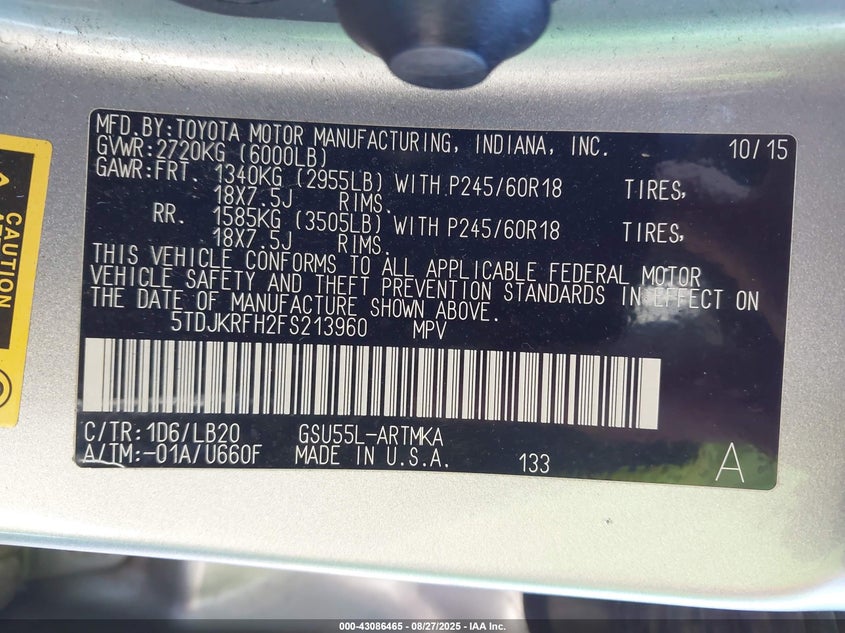 MFD.BY:TOYOTA MOTOR MANUFACTURING, INDIANA, INC. 10/15
GVWR:2720KG (6000LB)
GAWR:FRT. 1340KG (2955LB) WITH P245/60R18 TIRES,
18X7.5J RIMS.
RR. 1585KG (3505LB) WITH P245/60R18 TIRES,
18X7.5J RIMS.
THIS VEHICLE CONFORMS TO ALL APPLICABLE FEDERAL MOTOR
VEHICLE SAFETY AND THEFT PREVENTION STANDARDS IN EFFECT ON
THE DATE OF MANUFACTURE SHOWN ABOVE.
5TDJKRFH2FS213960 MPV
C/TR:1D6/LB20 GSU55L-ARTMKA
A/TM:-01A/U660F MADE IN U.S.A. 133 A
CAUTION
000-43086465 - 08/27/2025 - IAA Inc.